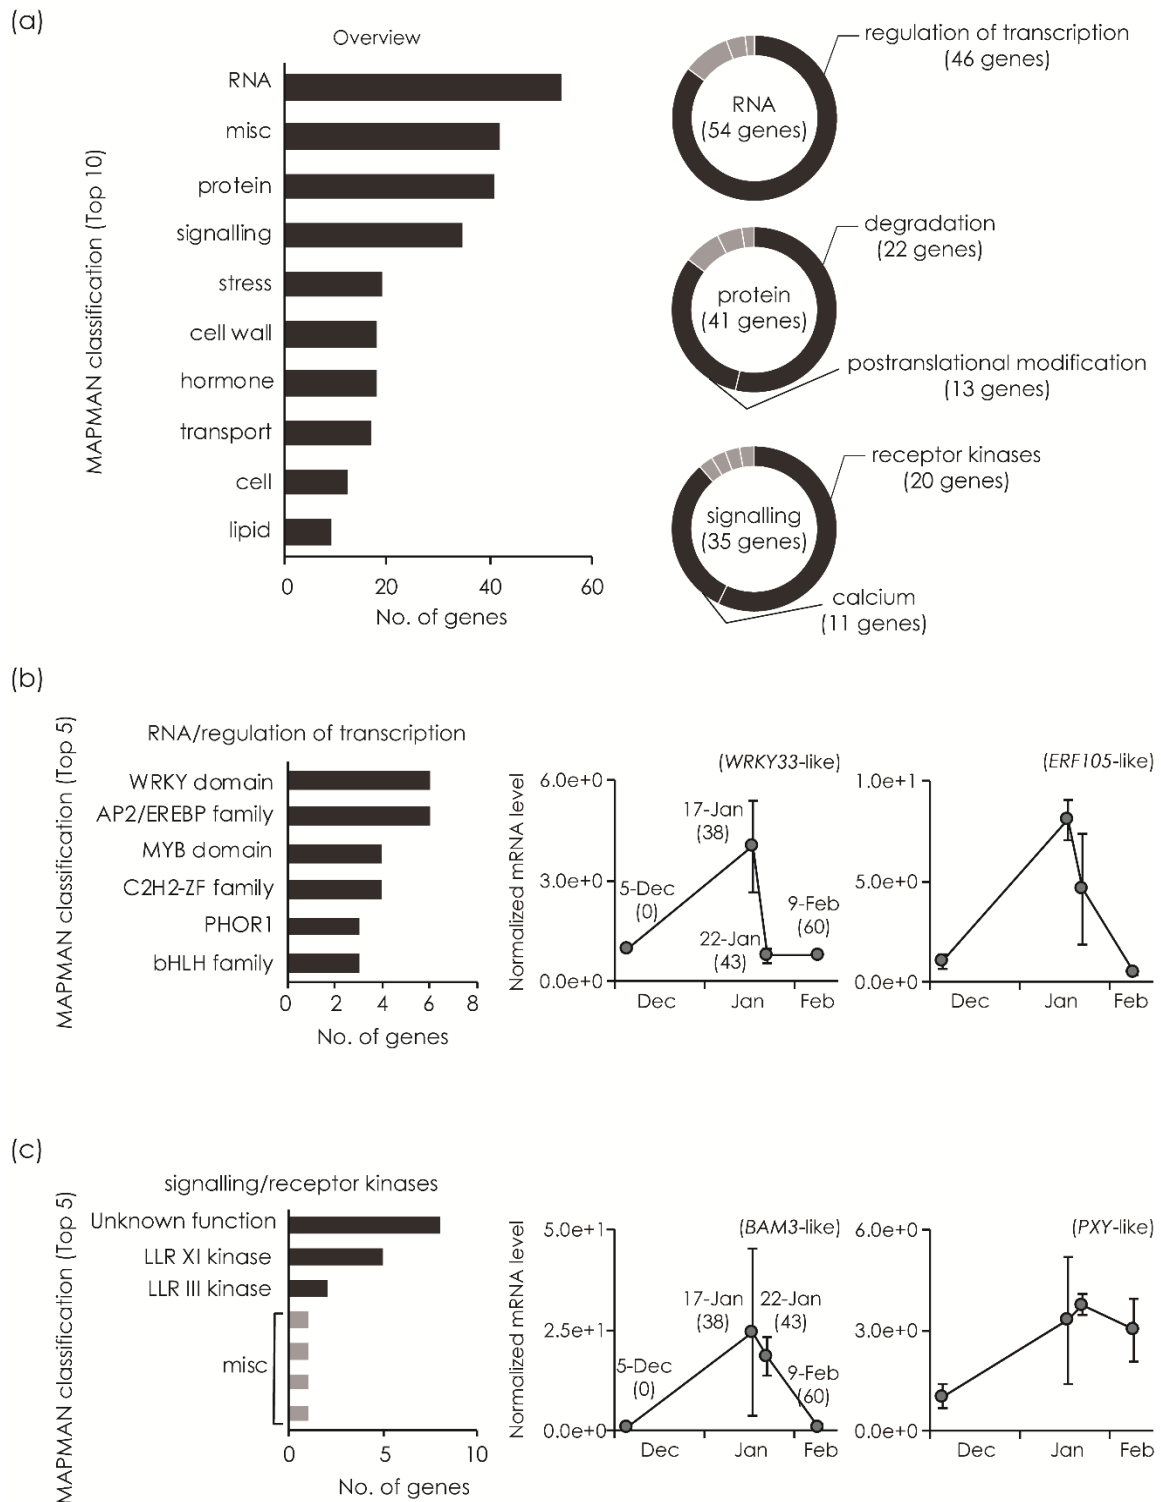 (a)
Overview
MAPMAN classification (Top 10)
RNA
misc
protein
signalling
stress
cell wall
hormone
transport
cell
lipid
0 20 40 60
No. of genes
RNA
(54 genes)
regulation of transcription
(46 genes)
protein
(41 genes)
degradation
(22 genes)
postranslational modification
(13 genes)
signalling
(35 genes)
receptor kinases
(20 genes)
calcium
(11 genes)
(b)
MAPMAN classification (Top 5)
RNA/regulation of transcription
WRKY domain
AP2/EREBP family
MYB domain
C2H2-ZF family
PHOR1
bHLH family
0 2 4 6 8
No. of genes
Normalized mRNA level
(WRKY33-like)
6.0e+0
3.0e+0
0.0e+0
5-Dec
(0)
17-Jan
(38)
22-Jan
(43)
9-Feb
(60)
Dec Jan Feb
(ERF105-like)
1.0e+1
5.0e+0
0.0e+0
Dec Jan Feb
(c)
MAPMAN classification (Top 5)
signalling/receptor kinases
Unknown function
LLR XI kinase
LLR III kinase
misc
0 5 10
No. of genes
Normalized mRNA level
(BAM3-like)
5.0e+1
2.5e+1
0.0e+0
5-Dec
(0)
17-Jan
(38)
22-Jan
(43)
9-Feb
(60)
Dec Jan Feb
(PXY-like)
6.0e+0
3.0e+0
0.0e+0
Dec Jan Feb